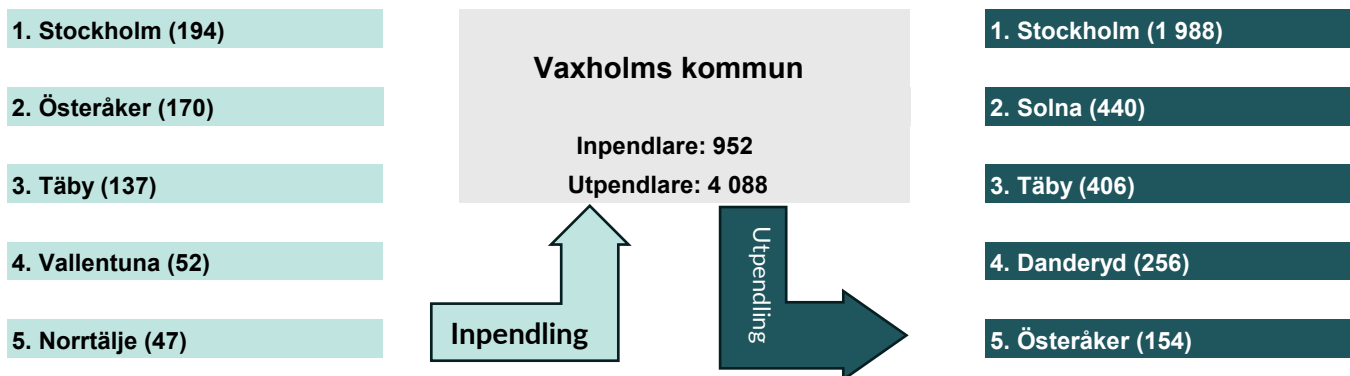 1. Stockholm (194)
2. Österåker (170)
3. Täby (137)
4. Vallentuna (52)
5. Norrtälje (47)
Vaxholms kommun
Inpendlare: 952
Utpendlare: 4 088
Inpendling
Utpendling
1. Stockholm (1 988)
2. Solna (440)
3. Täby (406)
4. Danderyd (256)
5. Österåker (154)